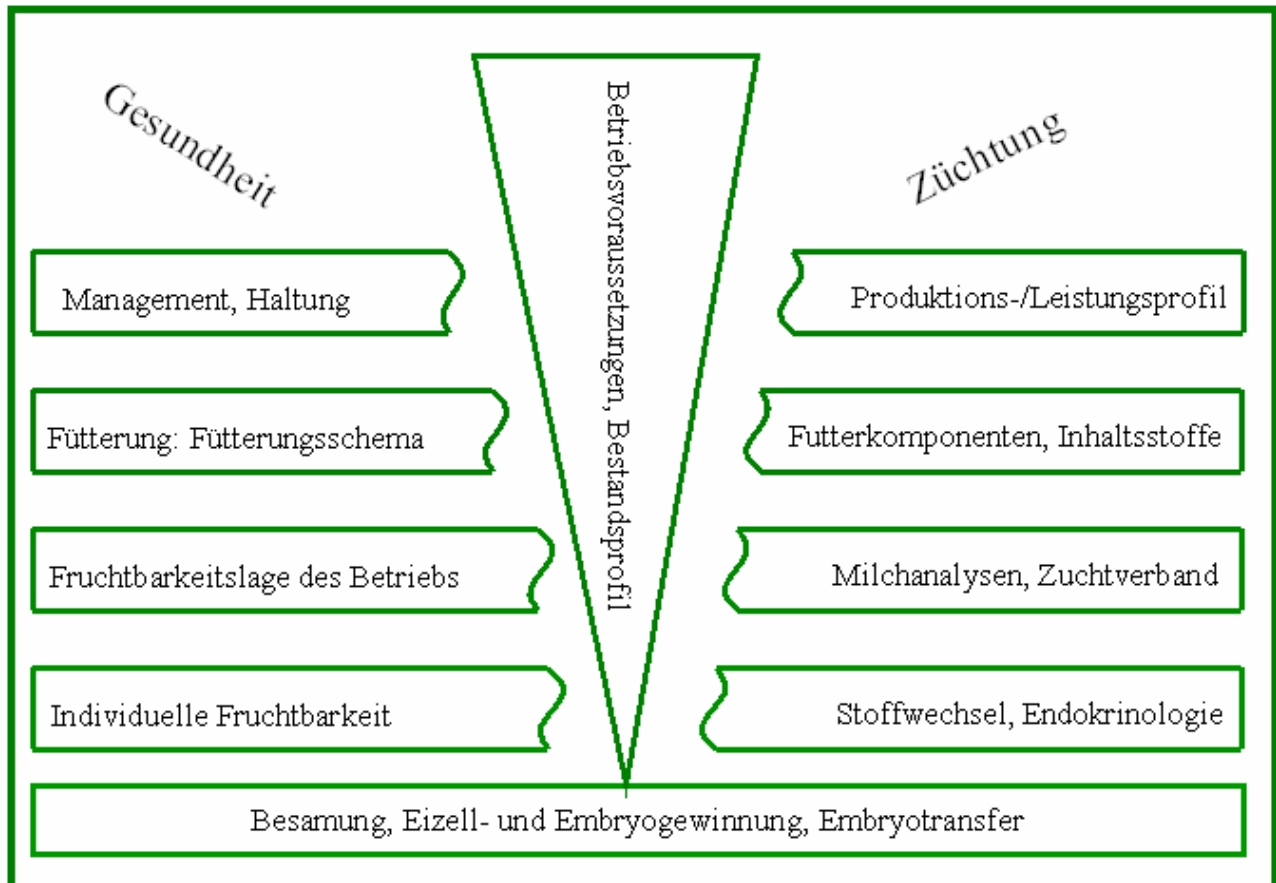 Gesundheit
Betriebsvoraussetzungen, Bestandsprofil
Züchtung
Management, Haltung
Produktions-/Leistungsprofil
Fütterung: Fütterungsschema
Futterkomponenten, Inhaltsstoffe
Fruchtbarkeitslage des Betriebs
Milchanalysen, Zuchtverband
Individuelle Fruchtbarkeit
Stoffwechsel, Endokrinologie
Besamung, Eizell- und Embryogewinnung, Embryotransfer